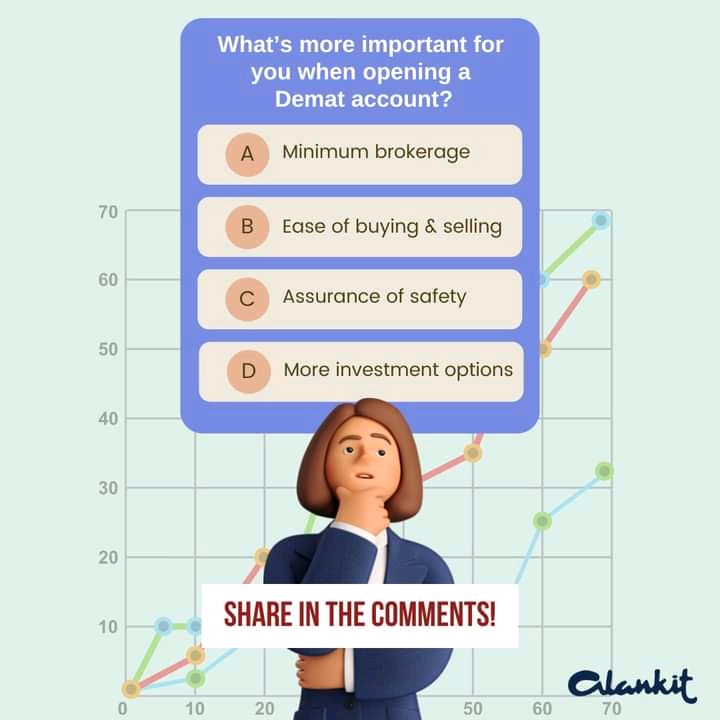 What's more important for
you when opening a
Demat account?
A Minimum brokerage
B Ease of buying & selling
C Assurance of safety
D More investment options
70
60
50
40
30
20
10
SHARE IN THE COMMENTS!
0 10 20 50 60 70
alankit